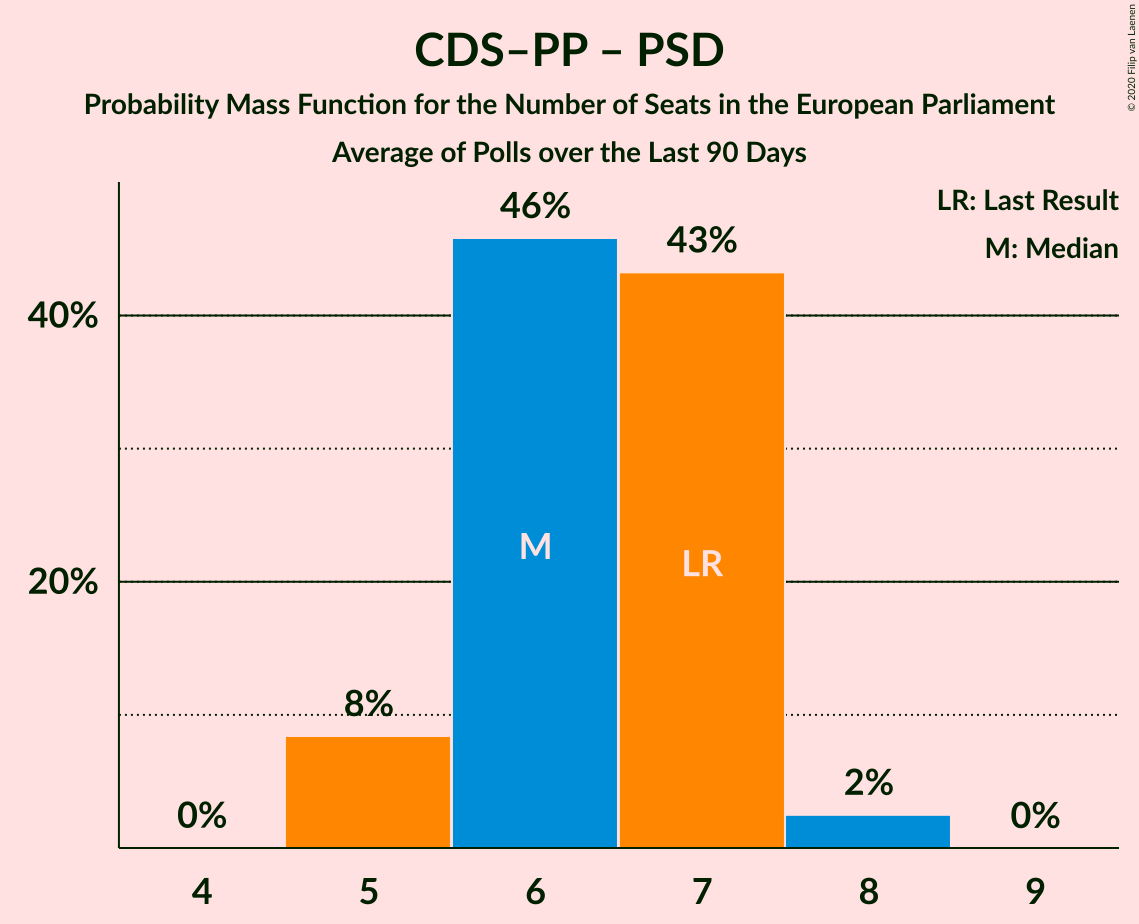 CDS–PP – PSD
Probability Mass Function for the Number of Seats in the European Parliament
Average of Polls over the Last 90 Days
© 2020 Filip van Laenen
LR: Last Result
M: Median
46%
43%
40%
M
LR
20%
8%
2%
0%
0%
4 5 6 7 8 9